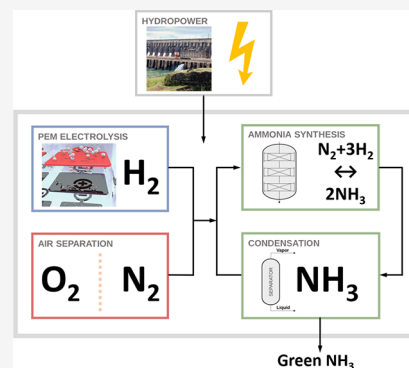 HYDROPOWER
PEM ELECTROLYSIS
H₂
AMMONIA SYNTHESIS
N₂+3H₂
↔
2NH₃
AIR SEPARATION
O₂ N₂
CONDENSATION
Vapor
SEPARATOR
NH₃
Liquid
Green NH₃